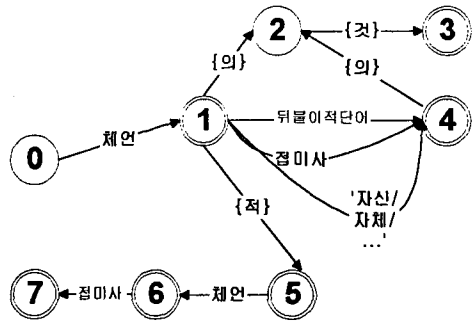 2 {것} 3
{의} {의}
체언 1 뒤붙이적단어 4
0 접미사
'자신/
자체/
...'
{적}
7 접미사 6 체언 5